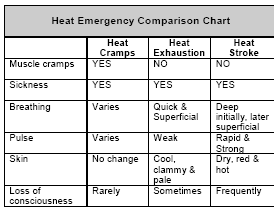 Heat Emergency Comparison Chart
Heat Cramps Heat Exhaustion Heat Stroke
Muscle cramps YES NO NO
Sickness YES YES YES
Breathing Varies Quick & Superficial Deep initially, later superficial
Pulse Varies Weak Rapid & Strong
Skin No change Cool, clammy & pale Dry, red & hot
Loss of consciousness Rarely Sometimes Frequently